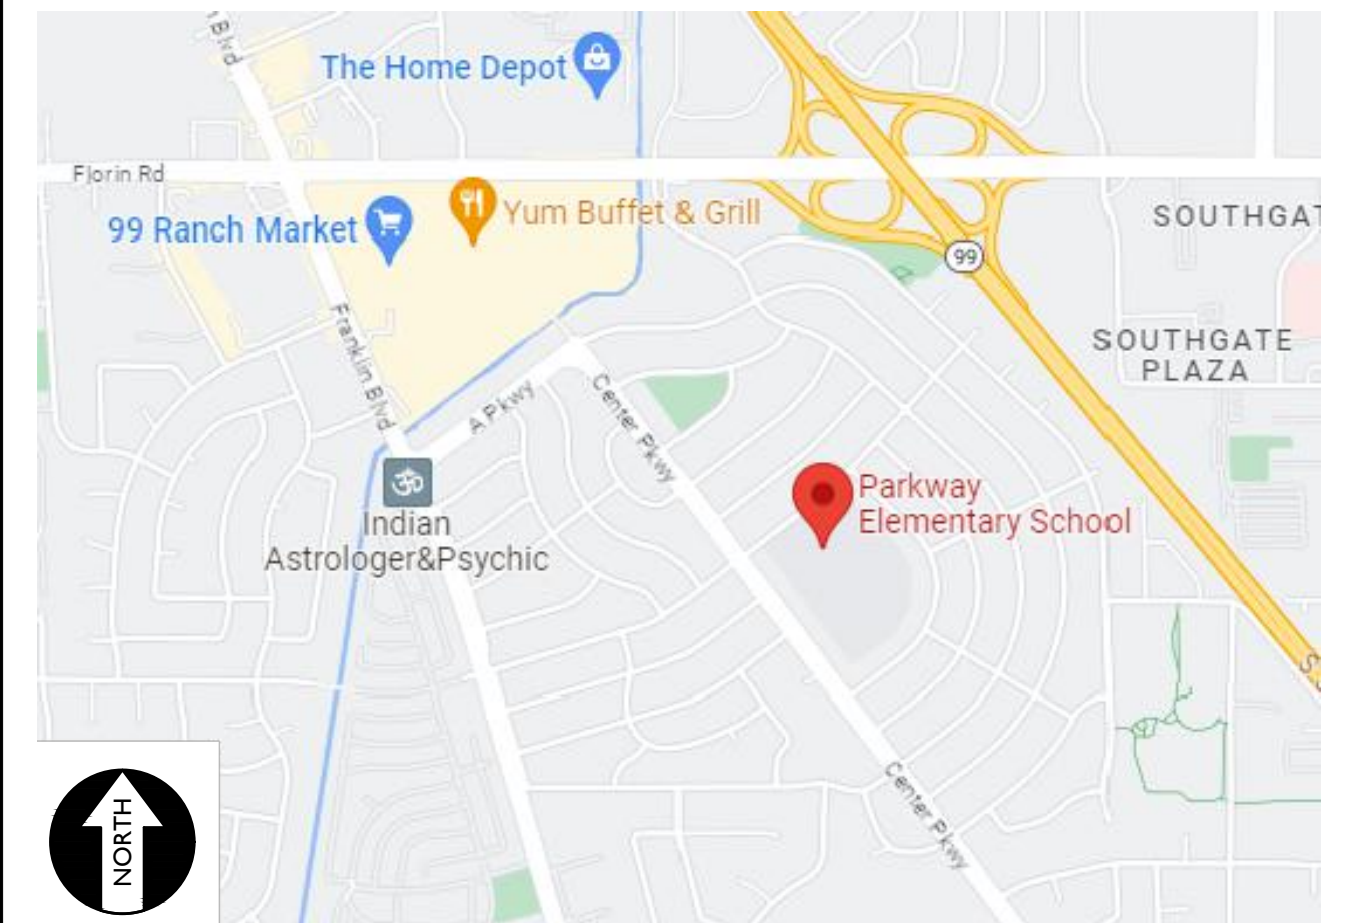 Blvd
The Home Depot
Florin Rd
99 Ranch Market
Yum Buffet & Grill
SOUTHGAT
99
Franklin Blvd
SOUTHGATE
PLAZA
A Pkwy
Center Pkwy
Parkway
Elementary School
Indian
Astrologer&Psychic
S
Center Pkwy
NORTH